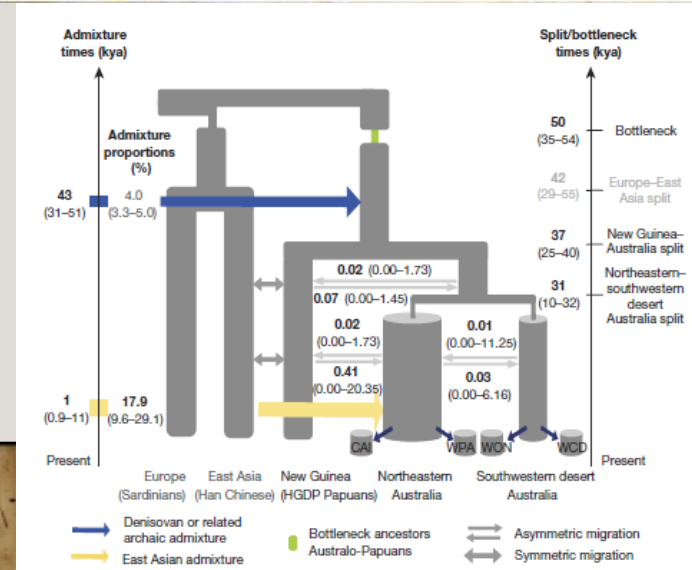 Admixture
times (kya)
Split/bottleneck
times (kya)
Admixture
proportions
(%)
50
(35–54)
Bottleneck
43
(31–51)
4.0
(3.3–5.0)
42
(29–55)
Europe–East
Asia split
37
(25–40)
New Guinea–
Australia split
0.02 (0.00–1.73)
0.07 (0.00–1.45)
31
(10–32)
Northeastern–
southwestern
desert
Australia split
0.02
(0.00–1.73)
0.41
(0.00–20.35)
0.01
(0.00–11.25)
0.03
(0.00–6.16)
1
(0.9–11)
17.9
(9.6–29.1)
CAI
WPA
WON
WCD
Present
Present
Europe
(Sardinians)
East Asia
(Han Chinese)
New Guinea
(HGDP Papuans)
Northeastern
Australia
Southwestern desert
Australia
Denisovan or related
archaic admixture
East Asian admixture
Bottleneck ancestors
Australo-Papuans
Asymmetric migration
Symmetric migration